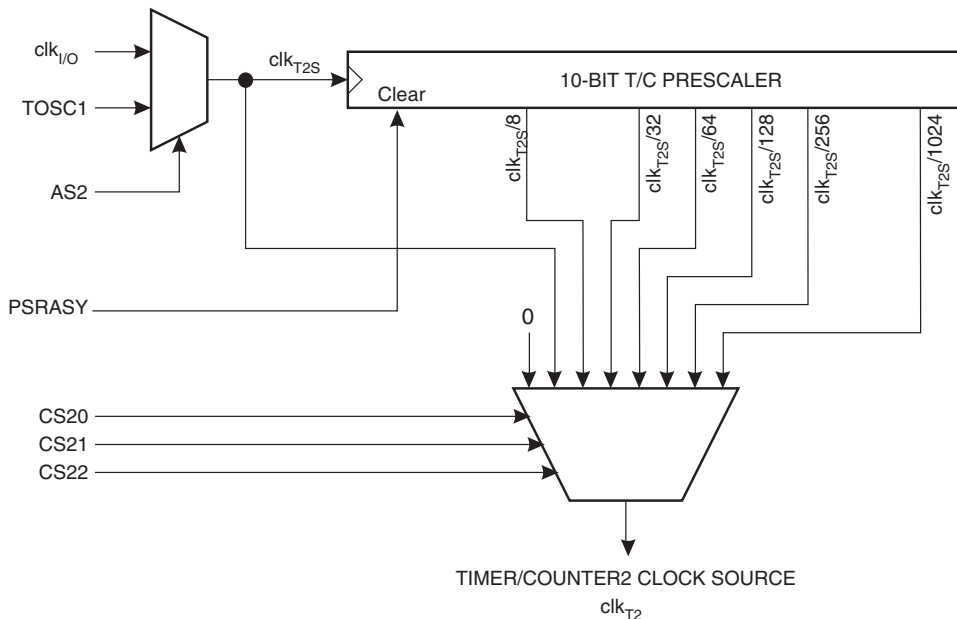 clkI/O
TOSC1
AS2
PSRASY
clkT2S
10-BIT T/C PRESCALER
Clear
clkT2S/8
clkT2S/32
clkT2S/64
clkT2S/128
clkT2S/256
clkT2S/1024
0
CS20
CS21
CS22
TIMER/COUNTER2 CLOCK SOURCE
clkT2